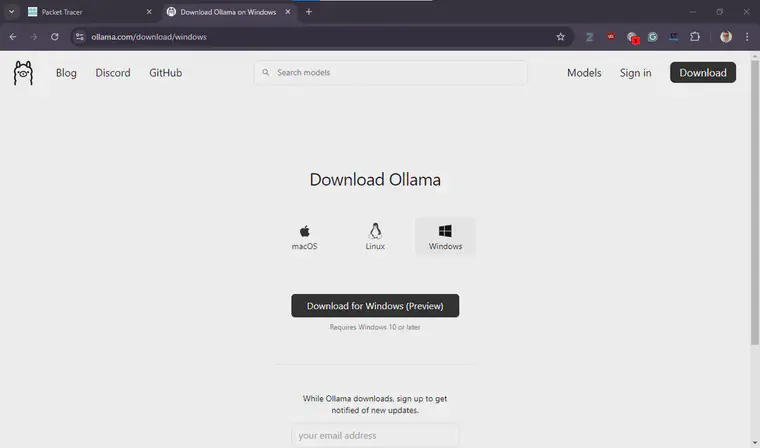 Packet Tracer
Download Ollama on Windows
ollama.com/download/windows
Blog Discord GitHub Search models Models Sign in Download
Download Ollama
macOS Linux Windows
Download for Windows (Preview)
Requires Windows 10 or later
While Ollama downloads, sign up to get
notified of new updates.
your email address